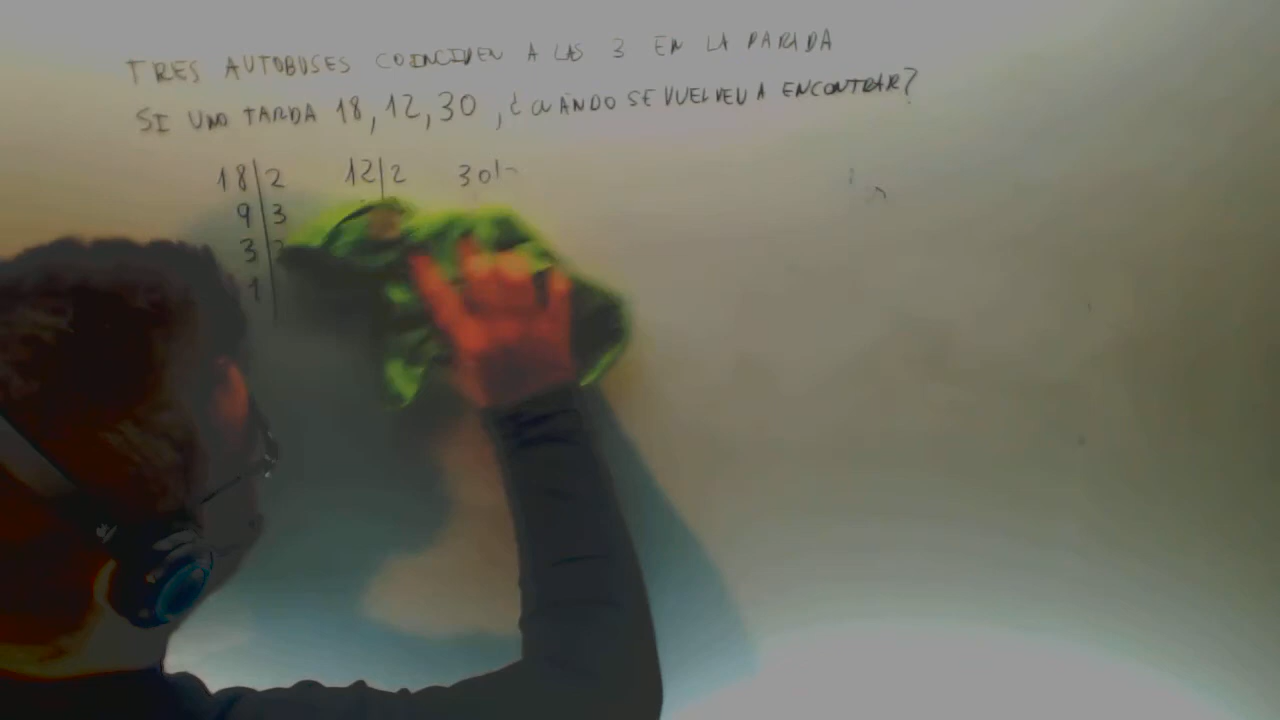 TRES AUTOBUSES COINCIDEN A LAS 3 EN LA PARADA
SI UNO TARDA 18, 12, 30, ¿CUÁNDO SE VUELVEN A ENCONTRAR?
18|2 12|2 30|
9|3
3|
1|